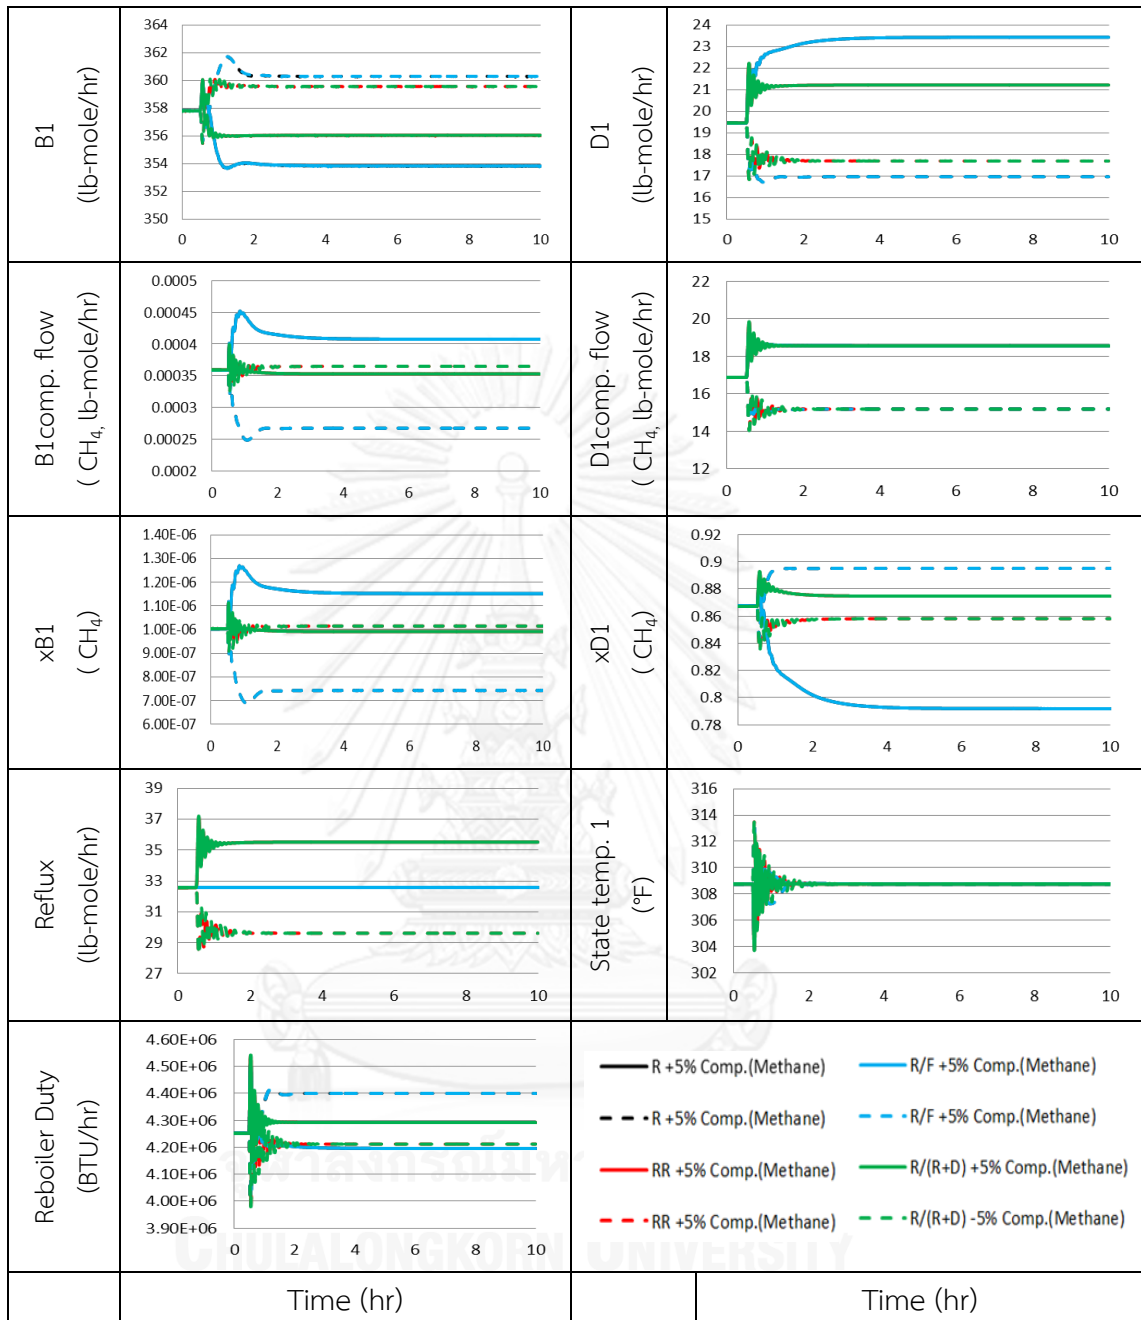 B1
(lb-mole/hr)
364
362
360
358
356
354
352
350
0 2 4 6 8 10
D1
(lb-mole/hr)
24
23
22
21
20
19
18
17
16
15
0 2 4 6 8 10
B1comp. flow
( CH4, lb-mole/hr)
0.0005
0.00045
0.0004
0.00035
0.0003
0.00025
0.0002
0 2 4 6 8 10
D1comp. flow
( CH4, lb-mole/hr)
22
20
18
16
14
12
0 2 4 6 8 10
xB1
( CH4)
1.40E-06
1.30E-06
1.20E-06
1.10E-06
1.00E-06
9.00E-07
8.00E-07
7.00E-07
6.00E-07
0 2 4 6 8 10
xD1
( CH4)
0.92
0.9
0.88
0.86
0.84
0.82
0.8
0.78
0 2 4 6 8 10
Reflux
(lb-mole/hr)
39
37
35
33
31
29
27
0 2 4 6 8 10
State temp. 1
(°F)
316
314
312
310
308
306
304
302
0 2 4 6 8 10
Reboiler Duty
(BTU/hr)
4.60E+06
4.50E+06
4.40E+06
4.30E+06
4.20E+06
4.10E+06
4.00E+06
3.90E+06
0 2 4 6 8 10
R +5% Comp.(Methane)
R/F +5% Comp.(Methane)
R +5% Comp.(Methane)
R/F +5% Comp.(Methane)
RR +5% Comp.(Methane)
R/(R+D) +5% Comp.(Methane)
RR +5% Comp.(Methane)
R/(R+D) -5% Comp.(Methane)
CHULALONGKORN UNIVERSITY
Time (hr)
Time (hr)